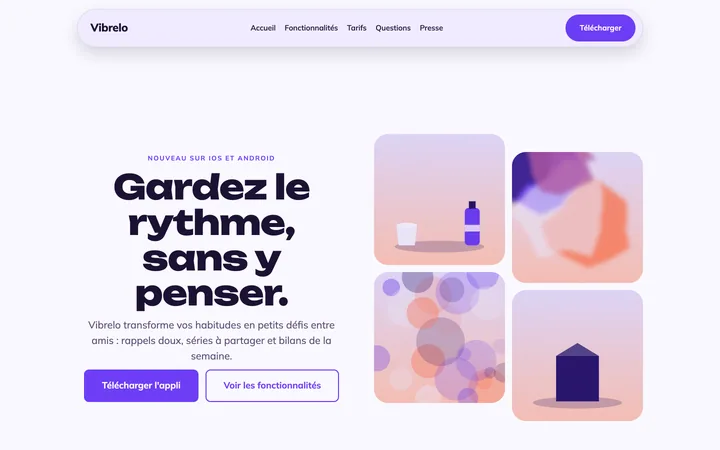 Vibrelo
Accueil
Fonctionnalités
Tarifs
Questions
Presse
Télécharger
NOUVEAU SUR IOS ET ANDROID
Gardez le
rythme,
sans y
penser.
Vibrelo transforme vos habitudes en petits défis entre
amis : rappels doux, séries à partager et bilans de la
semaine.
Télécharger l'appli
Voir les fonctionnalités